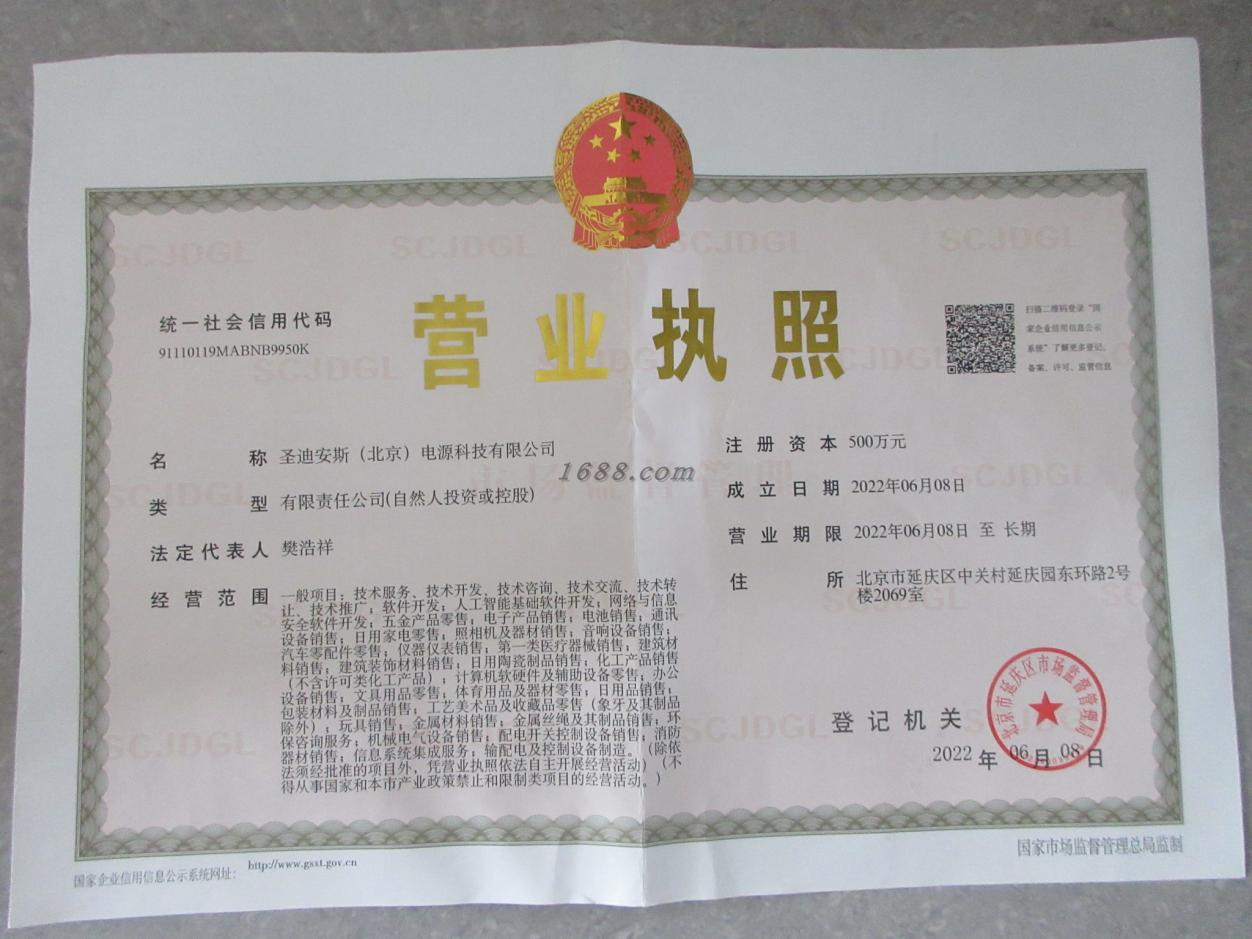 统一社会信用代码
91110119MABNB9950K
营业执照
扫描二维码登录“国
家企业信用信息公示
系统”了解更多登记、
备案、许可、监管信息
名称 圣迪安斯（北京）电源科技有限公司
类型 有限责任公司(自然人投资或控股)
法定代表人 樊浩祥
经营范围 一般项目：技术服务、技术开发、技术咨询、技术交流、技术转
让、技术推广；软件开发；人工智能基础软件开发；网络与信息
安全软件开发；五金产品零售；电子产品销售；电池销售；通讯
设备销售；日用家电零售；照相机及器材销售；音响设备销售；
汽车零配件零售；仪器仪表销售；第一类医疗器械销售；建筑材
料销售；建筑装饰材料销售；日用陶瓷制品销售；化工产品销售
（不含许可类化工产品）；计算机软硬件及辅助设备零售；办公
设备销售；文具用品零售；体育用品及器材零售；日用品销售；
包装材料及制品销售；工艺美术品及收藏品零售（象牙及其制品
除外）；玩具销售；金属材料销售；金属丝绳及其制品销售；环
保咨询服务；机械电气设备销售；配电开关控制设备销售；消防
器材销售；信息系统集成服务；输配电及控制设备制造。（除依
法须经批准的项目外，凭营业执照依法自主开展经营活动）（不
得从事国家和本市产业政策禁止和限制类项目的经营活动。）
1688.com
注册资本 500万元
成立日期 2022年06月08日
营业期限 2022年06月08日 至 长期
住所 北京市延庆区中关村延庆园东环路2号
楼2069室
北京市延庆区市场监督管理局
登记机关
2022年06月08日
国家企业信用信息公示系统网址：http://www.gsxt.gov.cn
国家市场监督管理总局监制
SCJDGL
SCJDGL
SCJDGL
SCJDGL
SCJDGL
SCJDGL
市场监督管理
SCJDGL
SCJDGL